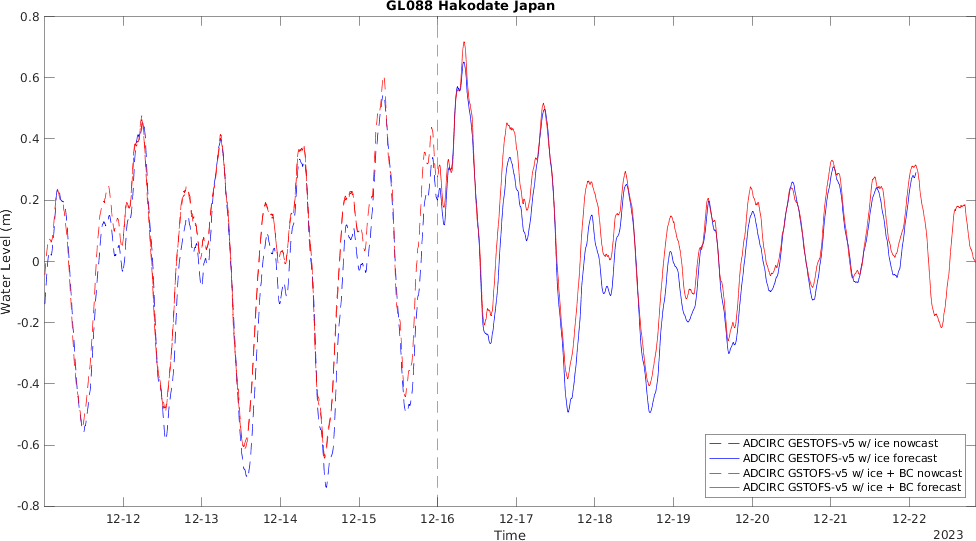 GL088 Hakodate Japan
0.8
0.6
0.4
0.2
0
-0.2
-0.4
-0.6
-0.8
Water Level (m)
12-12 12-13 12-14 12-15 12-16 12-17 12-18 12-19 12-20 12-21 12-22
Time
2023
ADCIRC GESTOFS-v5 w/ ice nowcast
ADCIRC GESTOFS-v5 w/ ice forecast
ADCIRC GSTOFS-v5 w/ ice + BC nowcast
ADCIRC GSTOFS-v5 w/ ice + BC forecast